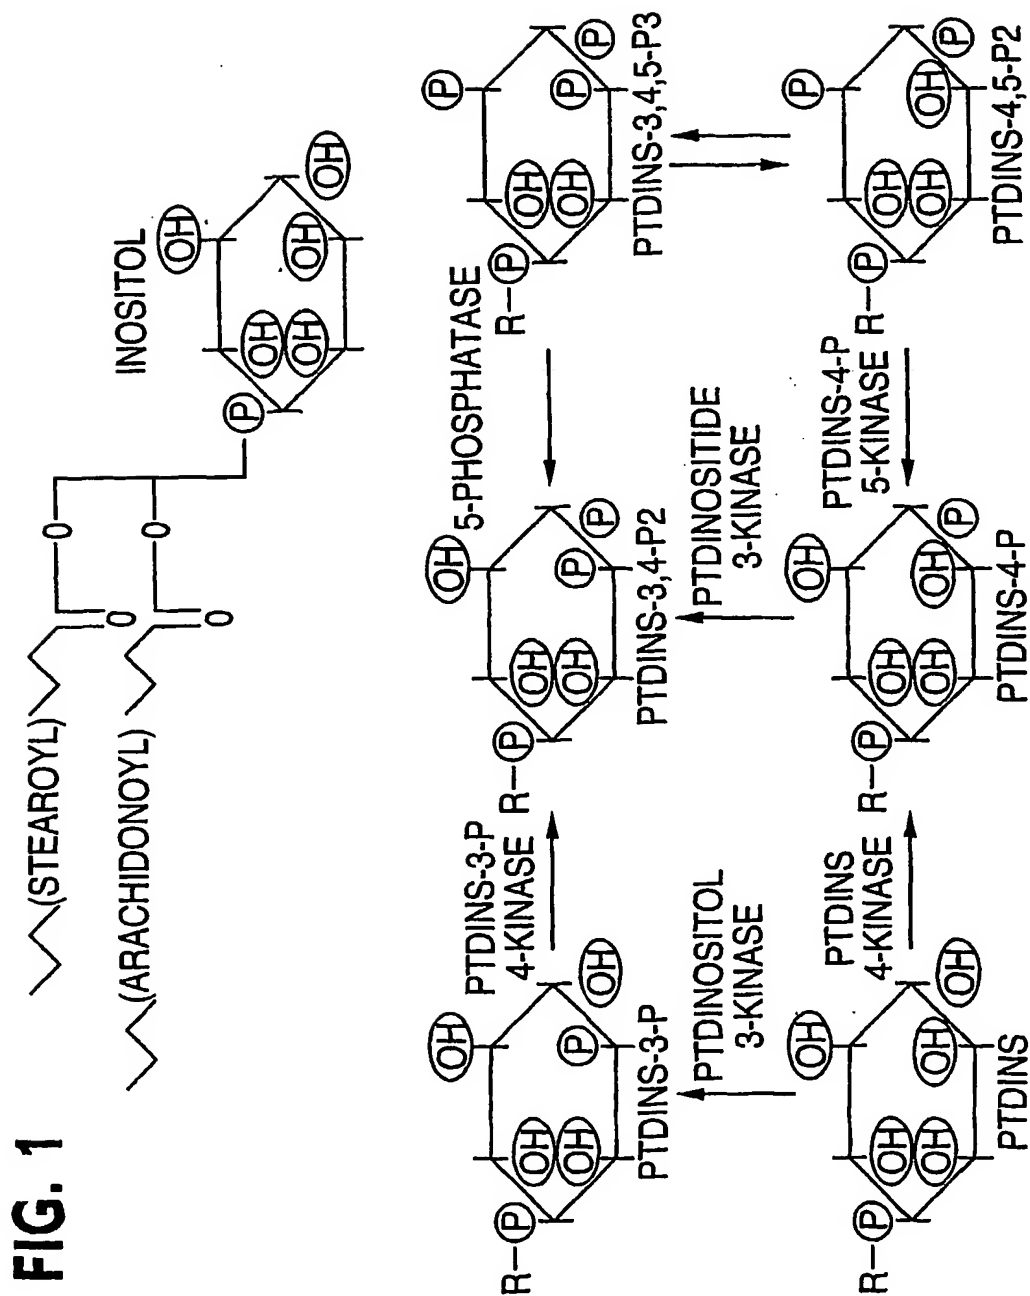 FIG. 1
(STEAROYL)
O
O
(ARACHIDONOYL)
O
O
INOSITOL
P
OH
OH
OH
OH
OH
R—P
OH
OH
OH
P
OH
PTDINS-3-P
PTDINS-3-P
4-KINASE
R—P
OH
OH
OH
P
P
PTDINS-3,4-P2
5-PHOSPHATASE
R—P
P
OH
OH
P
P
PTDINS-3,4,5-P3
PTDINOSITOL
3-KINASE
PTDINOSITIDE
3-KINASE
R—P
OH
OH
OH
OH
OH
PTDINS
PTDINS
4-KINASE
R—P
OH
OH
OH
OH
P
PTDINS-4-P
PTDINS-4-P
5-KINASE
R—P
P
OH
OH
OH
P
PTDINS-4,5-P2